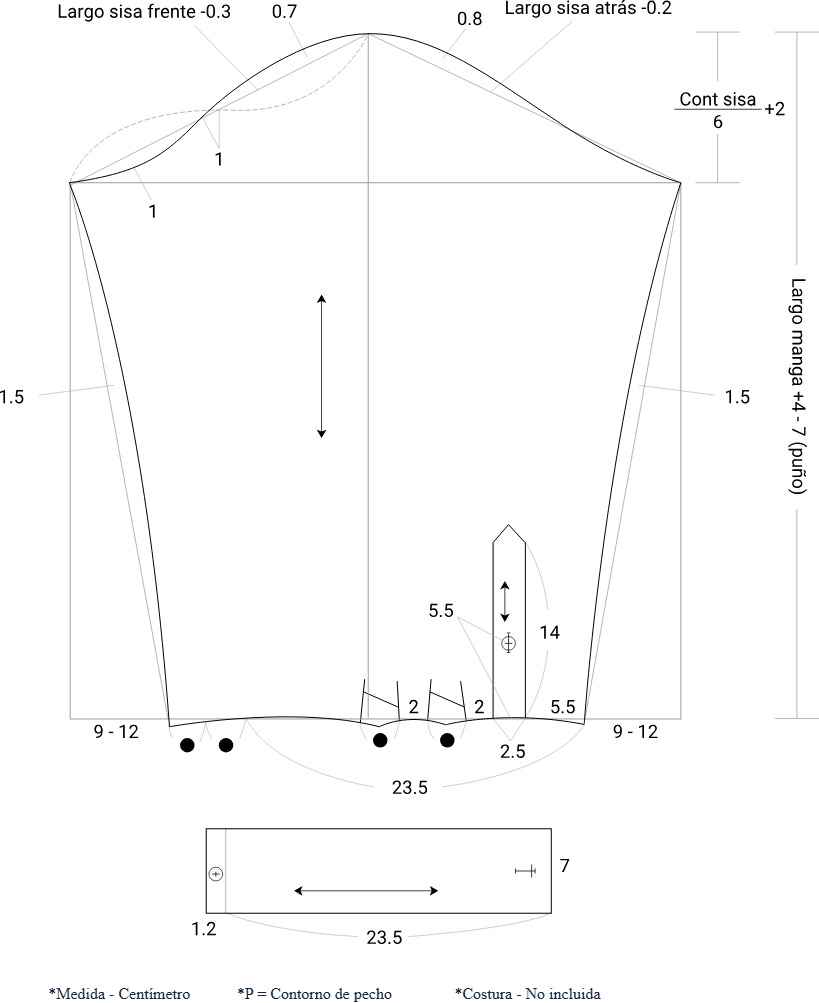 Largo sisa frente -0.3
0.7
0.8
Largo sisa atrás -0.2
Cont sisa
6
+2
1
1
Largo manga +4 - 7 (puño)
1.5
1.5
5.5
14
2
2
5.5
9 - 12
9 - 12
2.5
23.5
7
1.2
23.5
*Medida - Centímetro
*P = Contorno de pecho
*Costura - No incluida